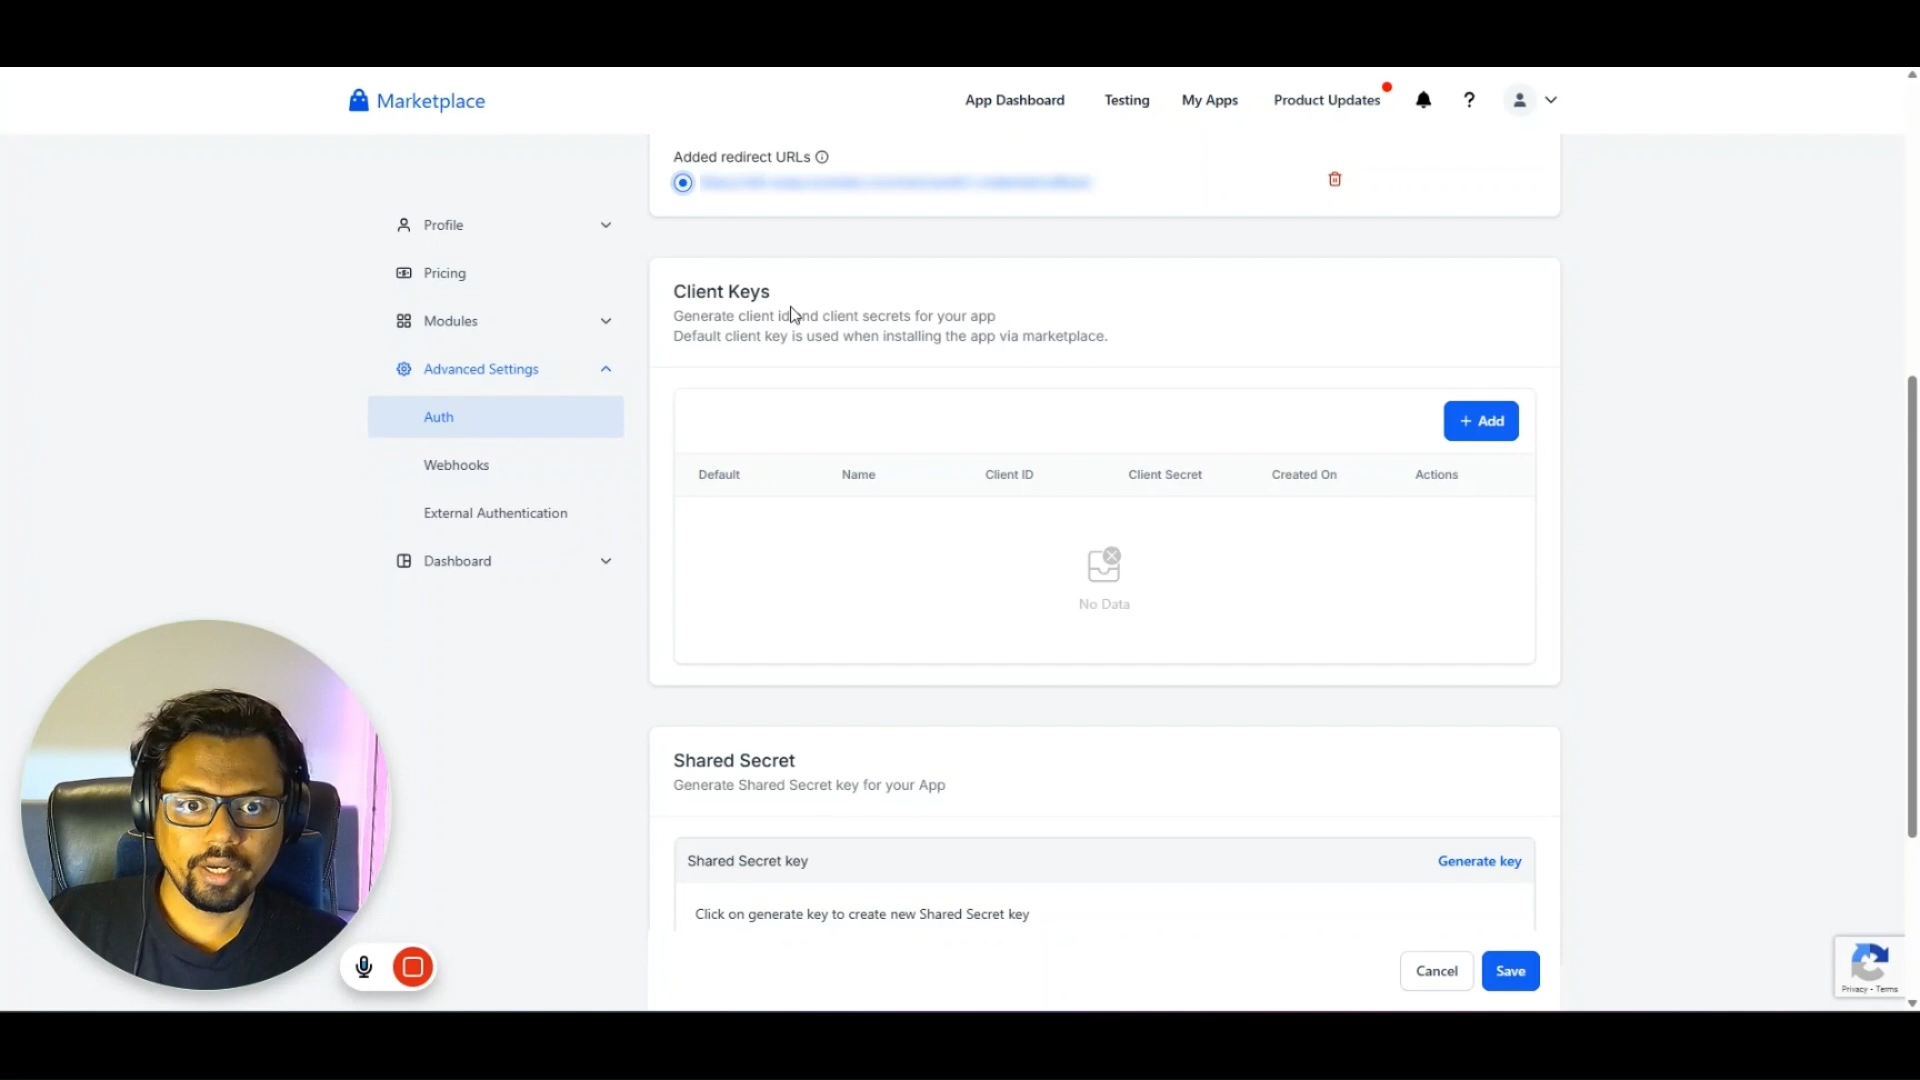 Marketplace
App Dashboard
Testing
My Apps
Product Updates
?
Added redirect URLs
Profile
Pricing
Modules
Advanced Settings
Auth
Webhooks
External Authentication
Dashboard
Client Keys
Generate client id and client secrets for your app
Default client key is used when installing the app via marketplace.
+ Add
Default
Name
Client ID
Client Secret
Created On
Actions
No Data
Shared Secret
Generate Shared Secret key for your App
Shared Secret key
Generate key
Click on generate key to create new Shared Secret key
Cancel
Save
Privacy - Terms